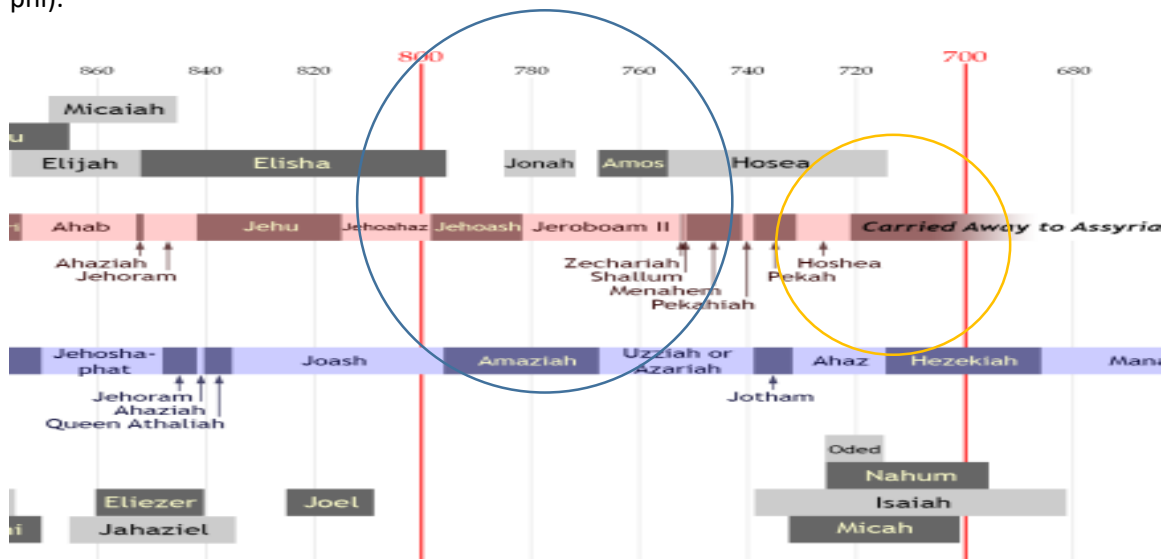 phi).
800 700
860 840 820 780 760 740 720 680
Micaiah
u
Elijah Elisha Jonah Amos Hosea
Ahab Jehu Jehoahaz Jehoash Jeroboam II Carried Away to Assyria
Ahaziah Zechariah Hoshea
Jehoram Shallum Pekah
Menahem
Pekahiah
Jehosha-
phat Joash Amaziah Uzziah or
Azariah Ahaz Hezekiah Mana
Jehoram Jotham
Ahaziah
Queen Athaliah
Oded
Nahum
Eliezer Joel Isaiah
Jahaziel Micah